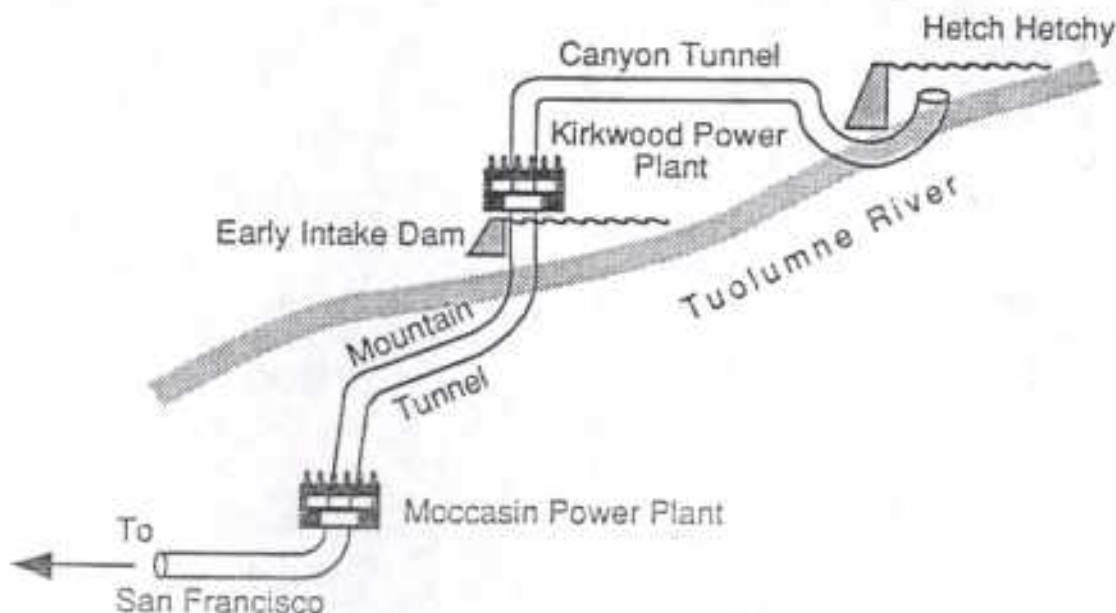 Hetch Hetchy
Canyon Tunnel
Kirkwood Power
Plant
Early Intake Dam
Tuolumne River
Mountain
Tunnel
Moccasin Power Plant
To
San Francisco